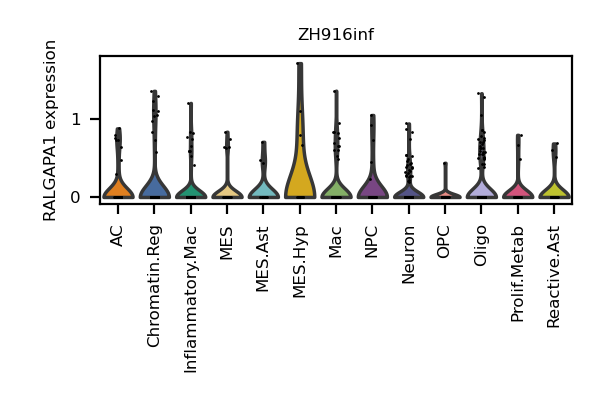 ZH916inf
RALGAPA1 expression
1
0
AC
Chromatin.Reg
Inflammatory.Mac
MES
MES.Ast
MES.Hyp
Mac
NPC
Neuron
OPC
Oligo
Prolif.Metab
Reactive.Ast